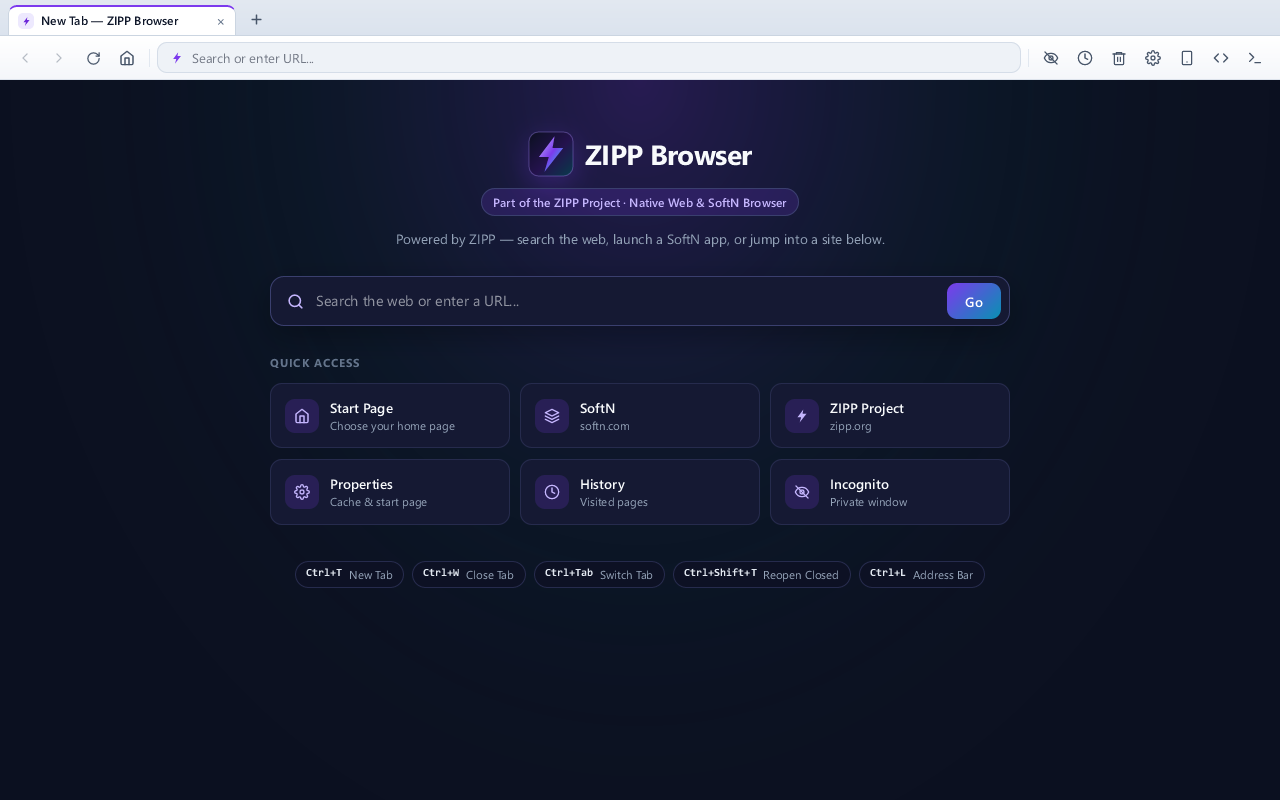 New Tab — ZIPP Browser
Search or enter URL...
ZIPP Browser
Part of the ZIPP Project · Native Web & SoftN Browser
Powered by ZIPP — search the web, launch a SoftN app, or jump into a site below.
Search the web or enter a URL...
Go
QUICK ACCESS
Start Page
Choose your home page
SoftN
softn.com
ZIPP Project
zipp.org
Properties
Cache & start page
History
Visited pages
Incognito
Private window
Ctrl+T New Tab
Ctrl+W Close Tab
Ctrl+Tab Switch Tab
Ctrl+Shift+T Reopen Closed
Ctrl+L Address Bar